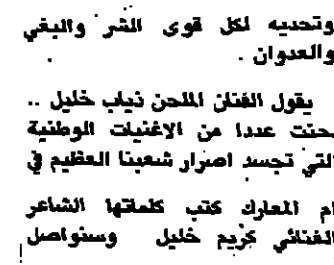 وتحديه لكل قوى الشر والبغي
والعدوان .
يقول الفنان الملحن ذياب خليل ..
لحنت عددا من الاغنيات الوطنية
التي تجسد اصرار شعبنا العظيم في
ام المعارك كتب كلماتها الشاعر
الغنائي كريم خليل وسنواصل